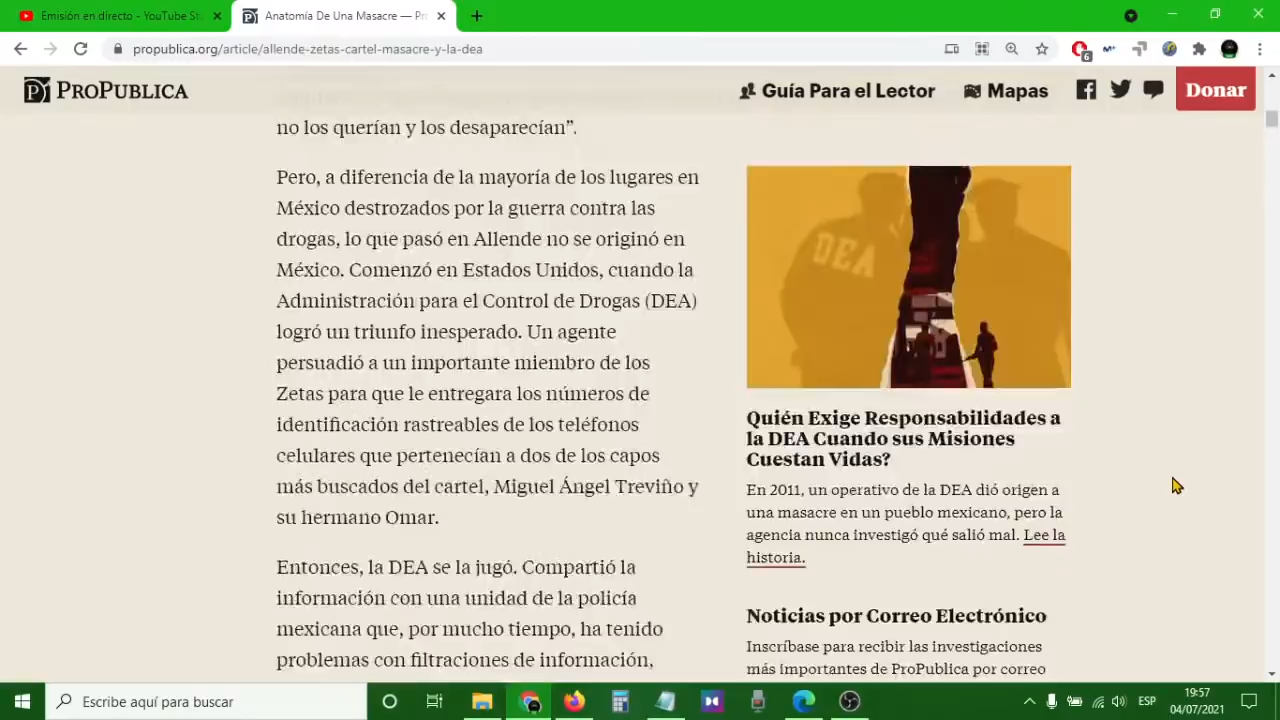 Emisión en directo - YouTube St
Anatomía De Una Masacre — Pr
propublica.org/article/allende-zetas-cartel-masacre-y-la-dea
6
PROPUBLICA
Guía Para el Lector
Mapas
Donar
no los querían y los desaparecían”.
Pero, a diferencia de la mayoría de los lugares en
México destrozados por la guerra contra las
drogas, lo que pasó en Allende no se originó en
México. Comenzó en Estados Unidos, cuando la
Administración para el Control de Drogas (DEA)
logró un triunfo inesperado. Un agente
persuadió a un importante miembro de los
Zetas para que le entregara los números de
identificación rastreables de los teléfonos
celulares que pertenecían a dos de los capos
más buscados del cartel, Miguel Ángel Treviño y
su hermano Omar.
Entonces, la DEA se la jugó. Compartió la
información con una unidad de la policía
mexicana que, por mucho tiempo, ha tenido
problemas con filtraciones de información,
DEA
Quién Exige Responsabilidades a
la DEA Cuando sus Misiones
Cuestan Vidas?
En 2011, un operativo de la DEA dió origen a
una masacre en un pueblo mexicano, pero la
agencia nunca investigó qué salió mal. Lee la
historia.
Noticias por Correo Electrónico
Inscríbase para recibir las investigaciones
más importantes de ProPublica por correo
Escribe aquí para buscar
ESP
19:57
04/07/2021